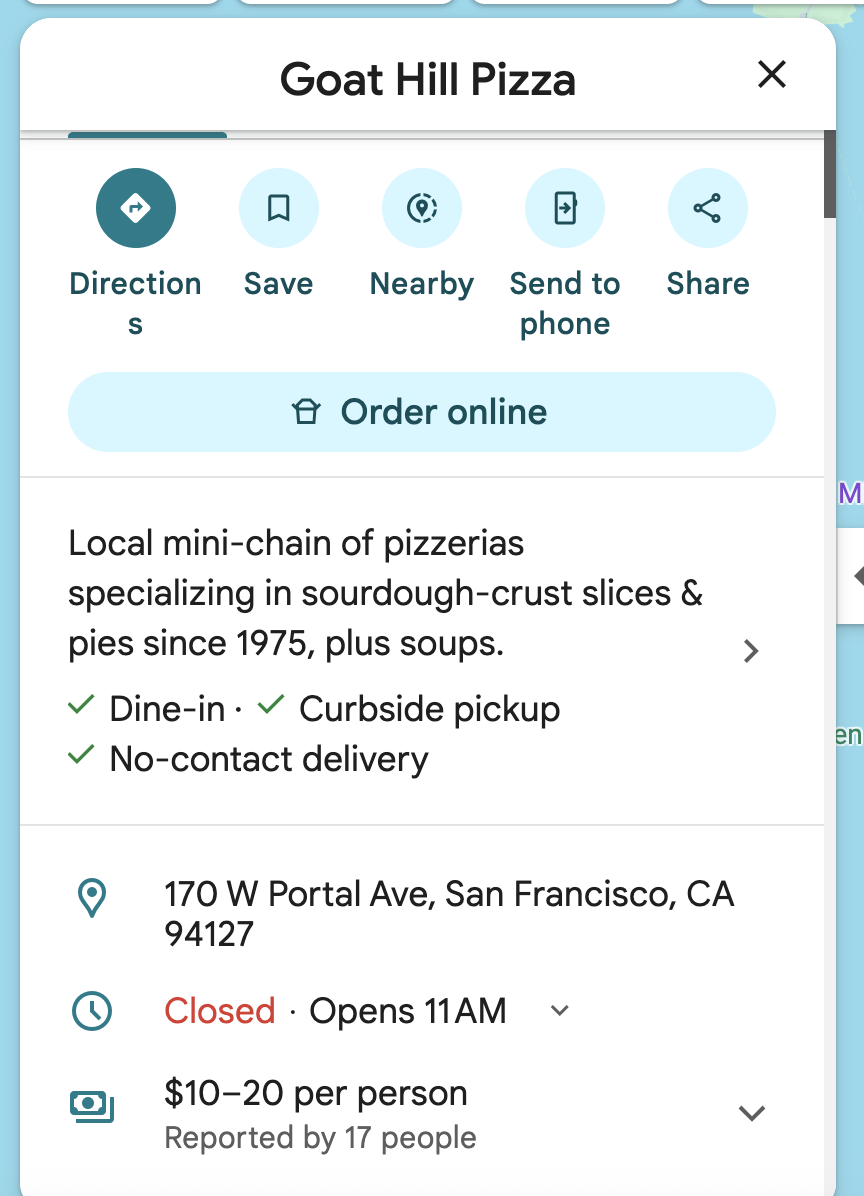 Goat Hill Pizza
Direction
s
Save
Nearby
Send to
phone
Share
Order online
Local mini-chain of pizzerias
specializing in sourdough-crust slices &
pies since 1975, plus soups.
Dine-in · Curbside pickup
No-contact delivery
170 W Portal Ave, San Francisco, CA
94127
Closed · Opens 11 AM
$10–20 per person
Reported by 17 people
M
en